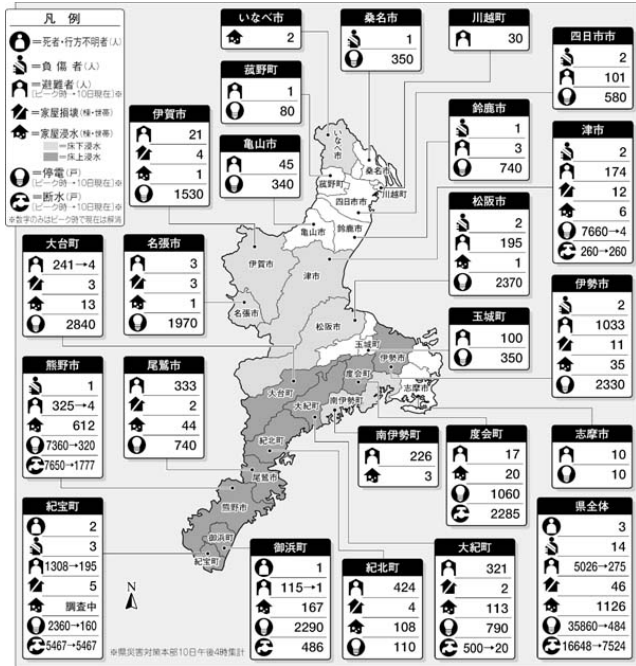 凡例
=死者・行方不明者(人)
=負傷者(人)
=避難者(人)
(ピーク時→10日現在)※
=家屋損壊(棟・世帯)
=家屋浸水(棟・世帯)
=床下浸水
=床上浸水
=停電(戸)
(ピーク時→10日現在)※
=断水(戸)
(ピーク時→10日現在)※
※数字のみはピーク時で現在は解消
いなべ市
2
桑名市
1
350
川越町
30
四日市市
2
101
580
菰野町
1
80
伊賀市
21
4
1
1530
亀山市
45
340
鈴鹿市
1
3
740
津市
2
174
12
6
7660→4
260→260
大台町
241→4
3
13
2840
名張市
3
3
1
1970
松阪市
2
195
1
2370
伊勢市
2
1033
11
35
2330
玉城町
100
350
熊野市
1
325→4
612
7360→320
7650→1777
尾鷲市
333
2
44
740
南伊勢町
226
3
度会町
17
20
1060
2285
志摩市
10
10
紀宝町
2
3
1308→195
5
調査中
2360→160
5467→5467
御浜町
1
115→1
167
2290
486
紀北町
424
4
108
110
大紀町
321
2
113
790
500→20
県全体
3
14
5026→275
46
1126
35860→484
16648→7524
いなべ市
桑名市
菰野町
川越町
四日市市
亀山市
鈴鹿市
伊賀市
津市
名張市
松阪市
玉城町
伊勢市
度会町
志摩市
大台町
大紀町
南伊勢町
紀北町
尾鷲市
熊野市
御浜町
紀宝町
N
※県災害対策本部10日午後4時集計